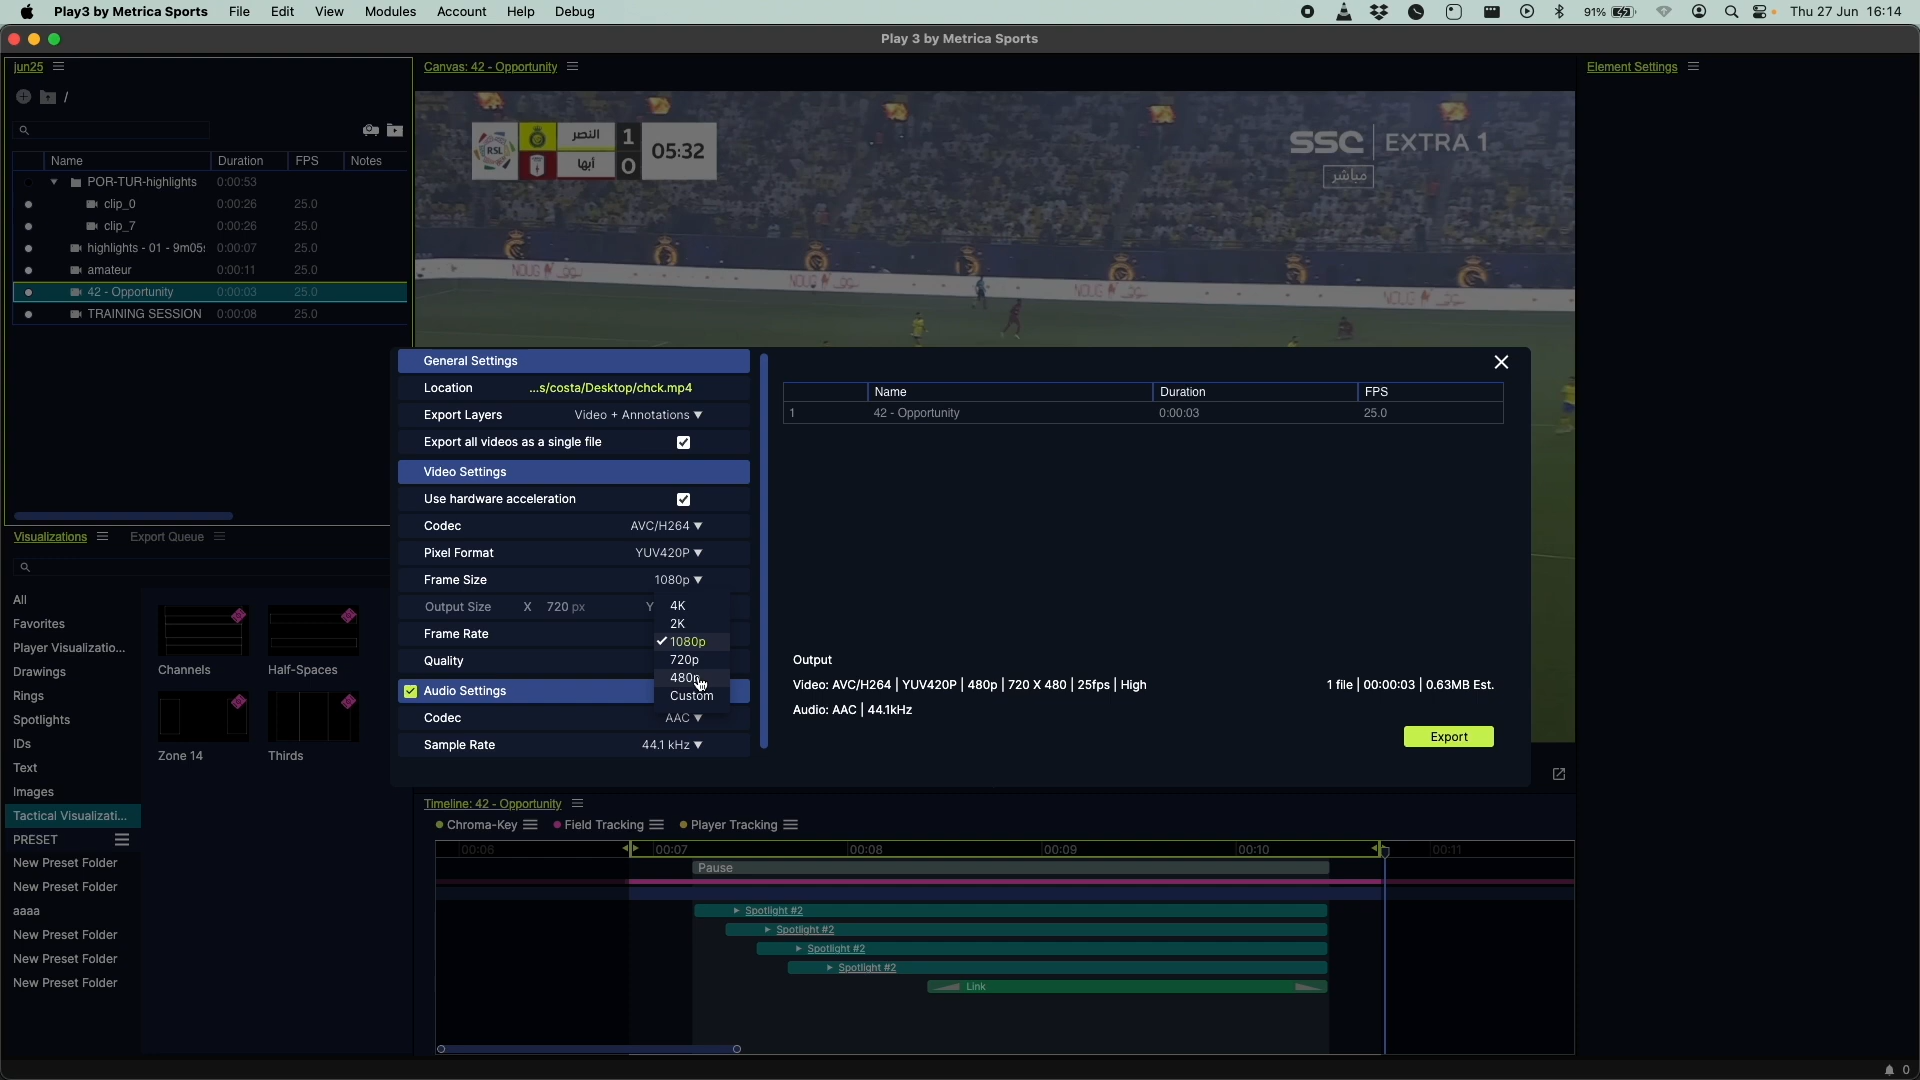 Play3 by Metrica Sports File Edit View Modules Account Help Debug 91% Thu 27 Jun 16:14
Play 3 by Metrica Sports
jun25
/
Name Duration FPS Notes
POR-TUR-highlights 0:00:53
clip_0 0:00:26 25.0
clip_7 0:00:26 25.0
highlights - 01 - 9m05s 0:00:07 25.0
amateur 0:00:11 25.0
42 - Opportunity 0:00:03 25.0
TRAINING SESSION 0:00:08 25.0
Canvas: 42 - Opportunity
Element Settings
RSL النصر 1
أبها 0
05:32
SSC EXTRA 1
مباشر
General Settings
Location ...s/costa/Desktop/chck.mp4
Export Layers Video + Annotations
Export all videos as a single file
Video Settings
Use hardware acceleration
Codec AVC/H264
Pixel Format YUV420P
Frame Size 1080p
Output Size X 720 px Y
Frame Rate
Quality
4K
2K
1080p
720p
480p
Custom
Audio Settings
Codec AAC
Sample Rate 44.1 kHz
Name Duration FPS
1 42 - Opportunity 0:00:03 25.0
Output
Video: AVC/H264 | YUV420P | 480p | 720 X 480 | 25fps | High 1 file | 00:00:03 | 0.63MB Est.
Audio: AAC | 44.1kHz
Export
Visualizations Export Queue
All
Favorites
Player Visualizatio...
Drawings
Rings
Spotlights
IDs
Text
Images
Tactical Visualizati...
PRESET
New Preset Folder
New Preset Folder
aaaa
New Preset Folder
New Preset Folder
New Preset Folder
Channels Half-Spaces
Zone 14 Thirds
Timeline: 42 - Opportunity
Chroma-Key Field Tracking Player Tracking
00:06 00:07 00:08 00:09 00:10 00:11
Pause
Spotlight #2
Spotlight #2
Spotlight #2
Spotlight #2
Link
0